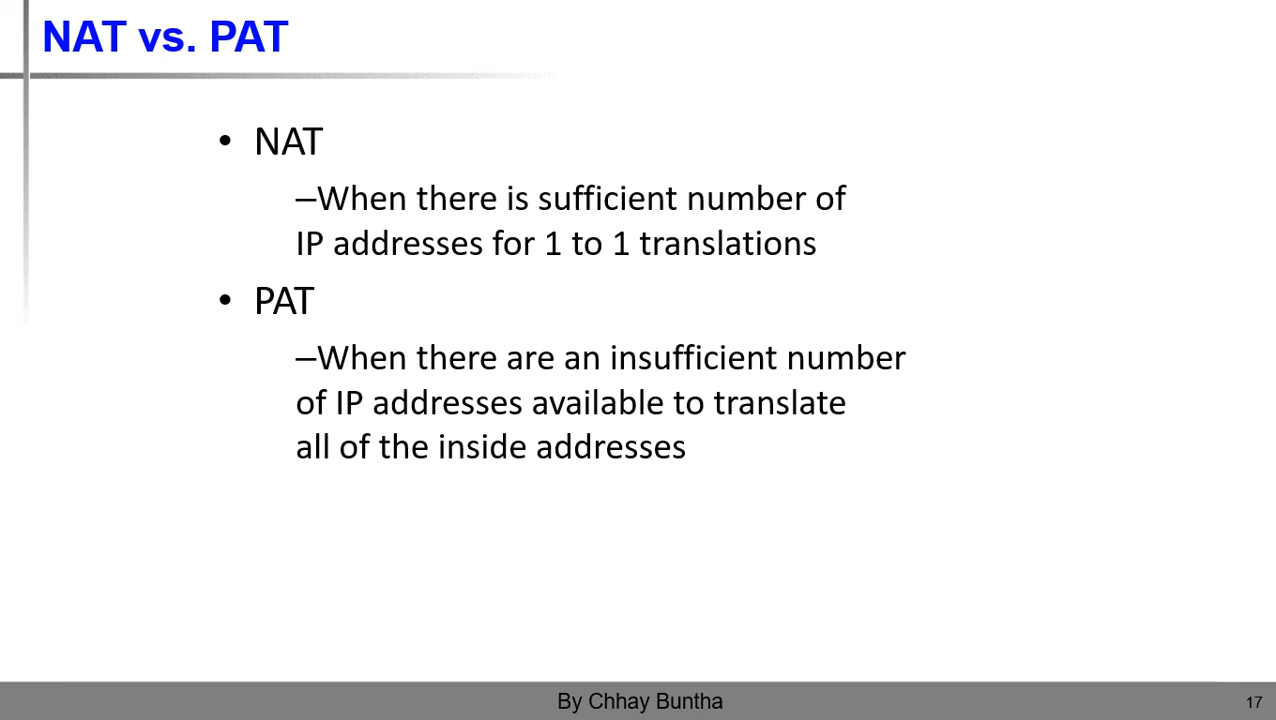 NAT vs. PAT
• NAT
–When there is sufficient number of
IP addresses for 1 to 1 translations
• PAT
–When there are an insufficient number
of IP addresses available to translate
all of the inside addresses
By Chhay Buntha
17